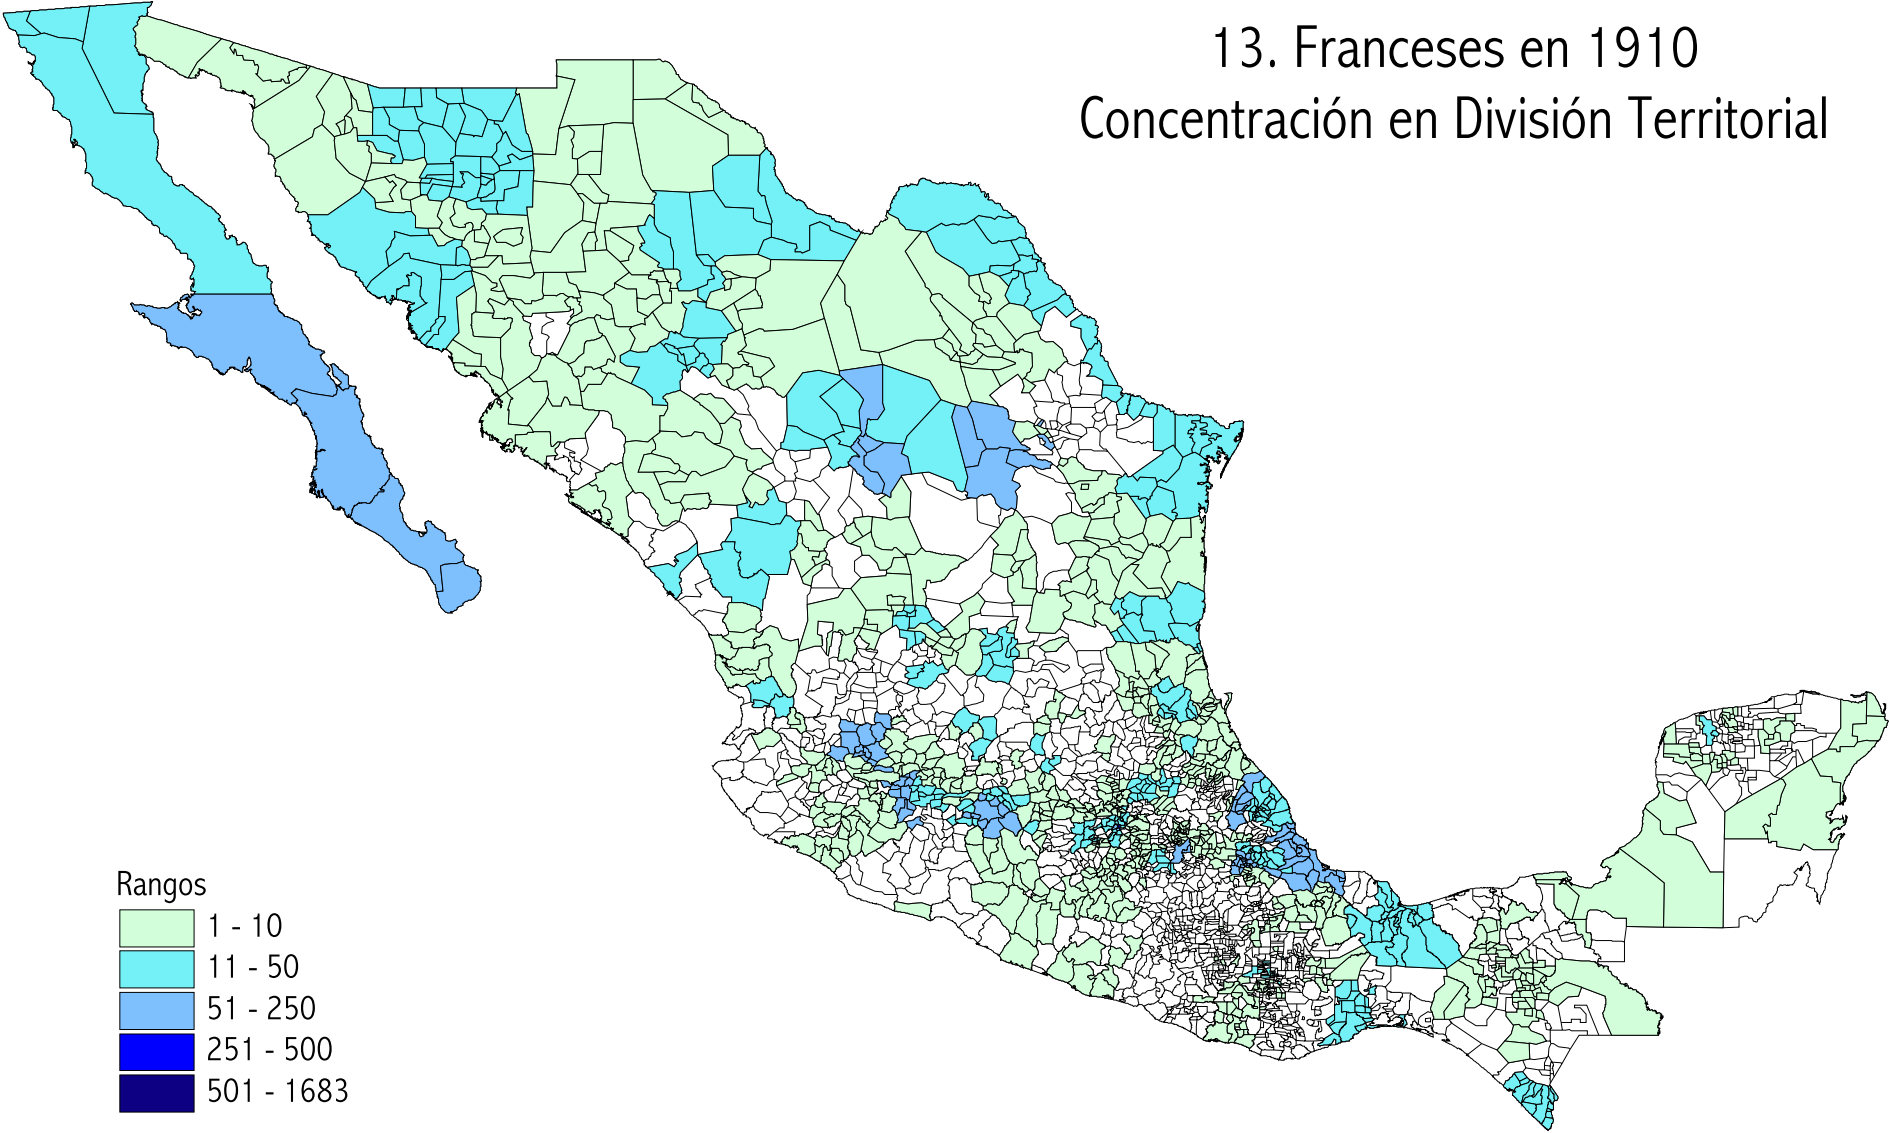 13. Franceses en 1910
Concentración en División Territorial
Rangos
1 - 10
11 - 50
51 - 250
251 - 500
501 - 1683